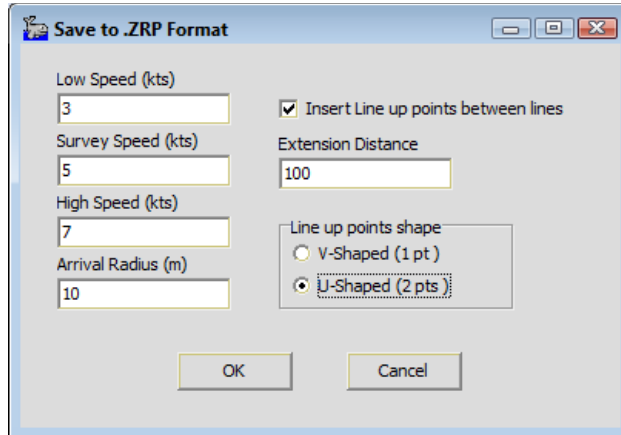 Save to .ZRP Format
Low Speed (kts)
3
Insert Line up points between lines
Survey Speed (kts)
Extension Distance
5
100
High Speed (kts)
7
Line up points shape
V-Shaped (1 pt )
Arrival Radius (m)
U-Shaped (2 pts )
10
OK
Cancel